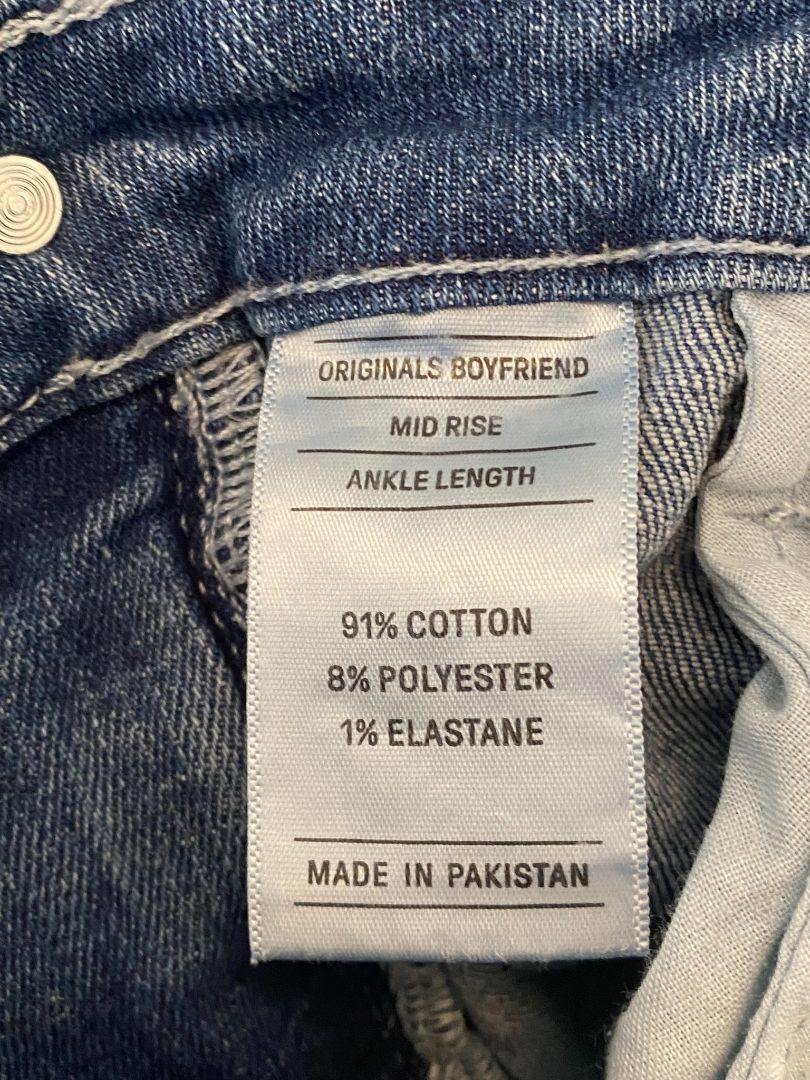 ORIGINALS BOYFRIEND
MID RISE
ANKLE LENGTH
91% COTTON
8% POLYESTER
1% ELASTANE
MADE IN PAKISTAN